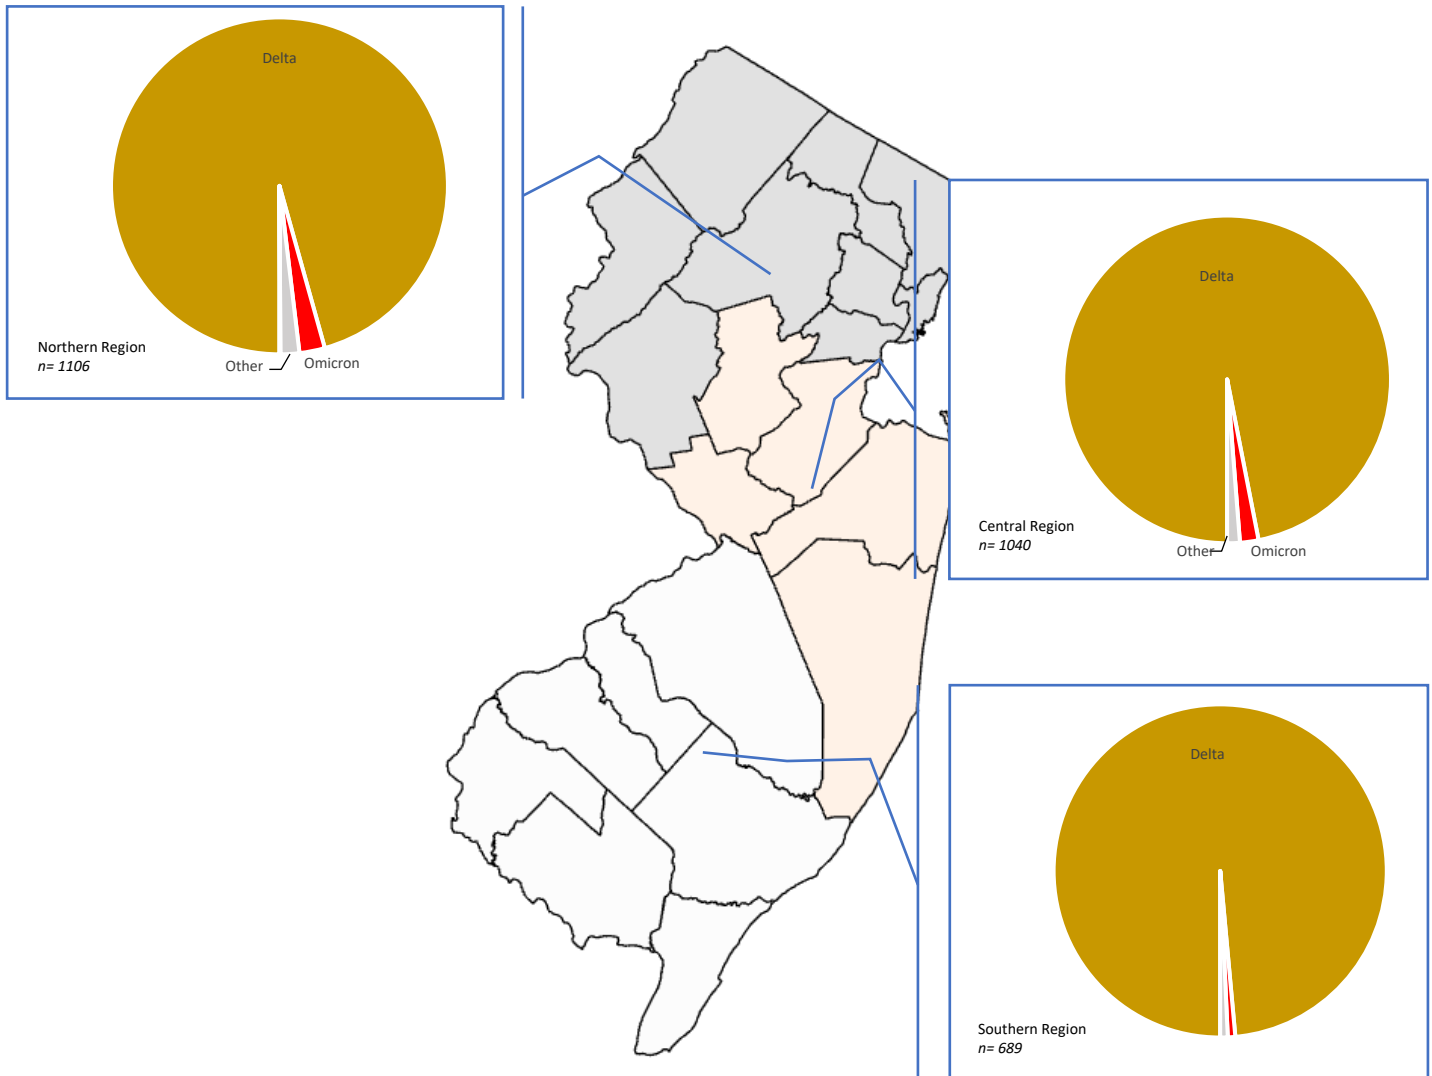 Delta
Northern Region
n= 1106
Other
Omicron
Delta
Central Region
n= 1040
Other
Omicron
Delta
Southern Region
n= 689